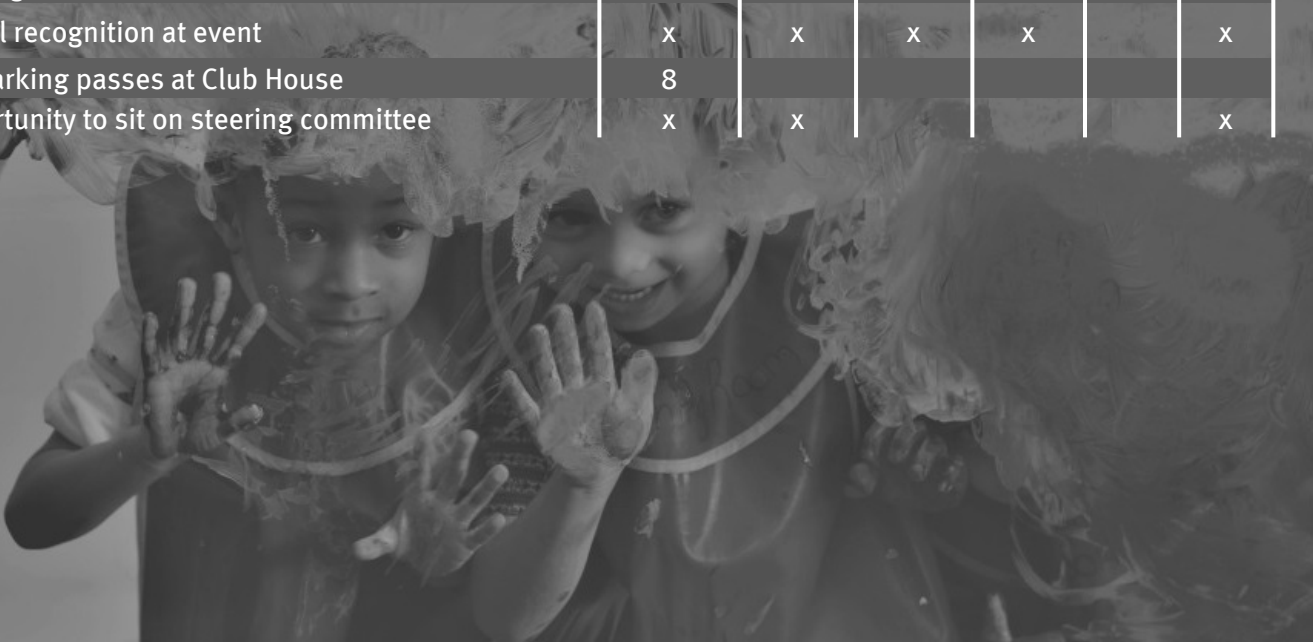 l recognition at event x x x x x
arking passes at Club House 8
rtunity to sit on steering committee x x x